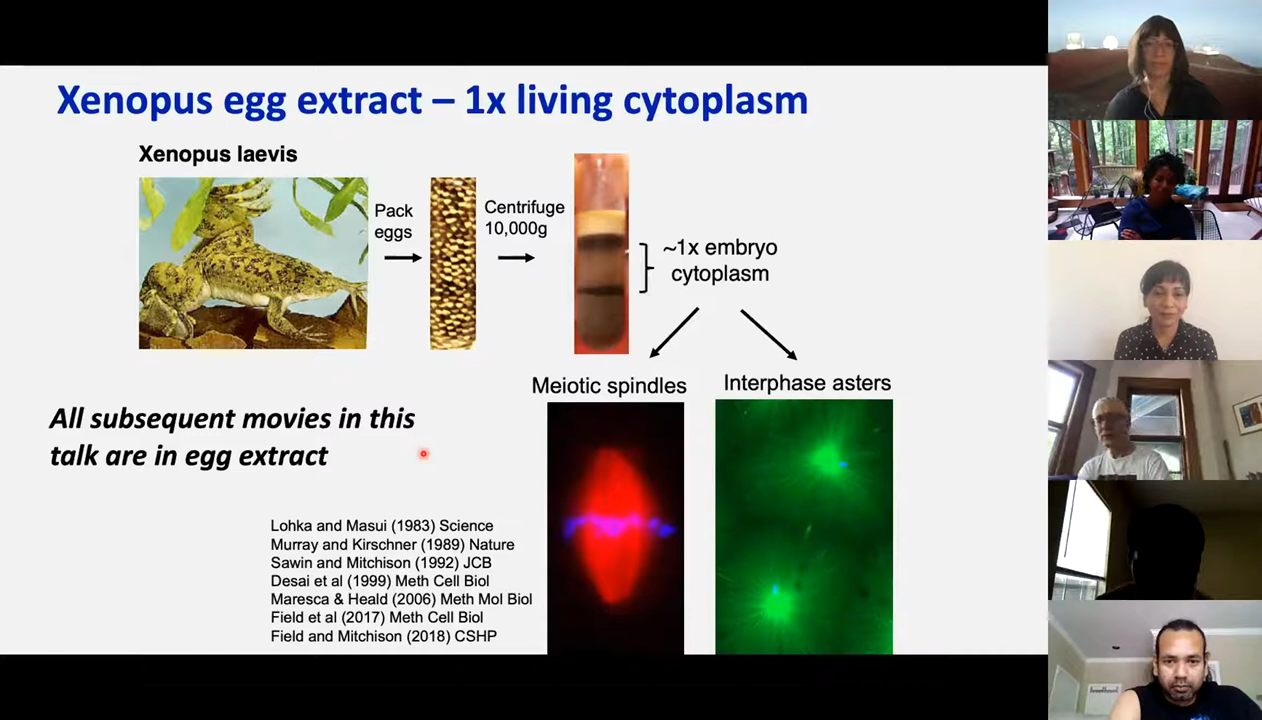 Xenopus egg extract – 1x living cytoplasm
Xenopus laevis
Pack
eggs
Centrifuge
10,000g
~1x embryo
cytoplasm
Meiotic spindles
Interphase asters
All subsequent movies in this
talk are in egg extract
Lohka and Masui (1983) Science
Murray and Kirschner (1989) Nature
Sawin and Mitchison (1992) JCB
Desai et al (1999) Meth Cell Biol
Maresca & Heald (2006) Meth Mol Biol
Field et al (2017) Meth Cell Biol
Field and Mitchison (2018) CSHP